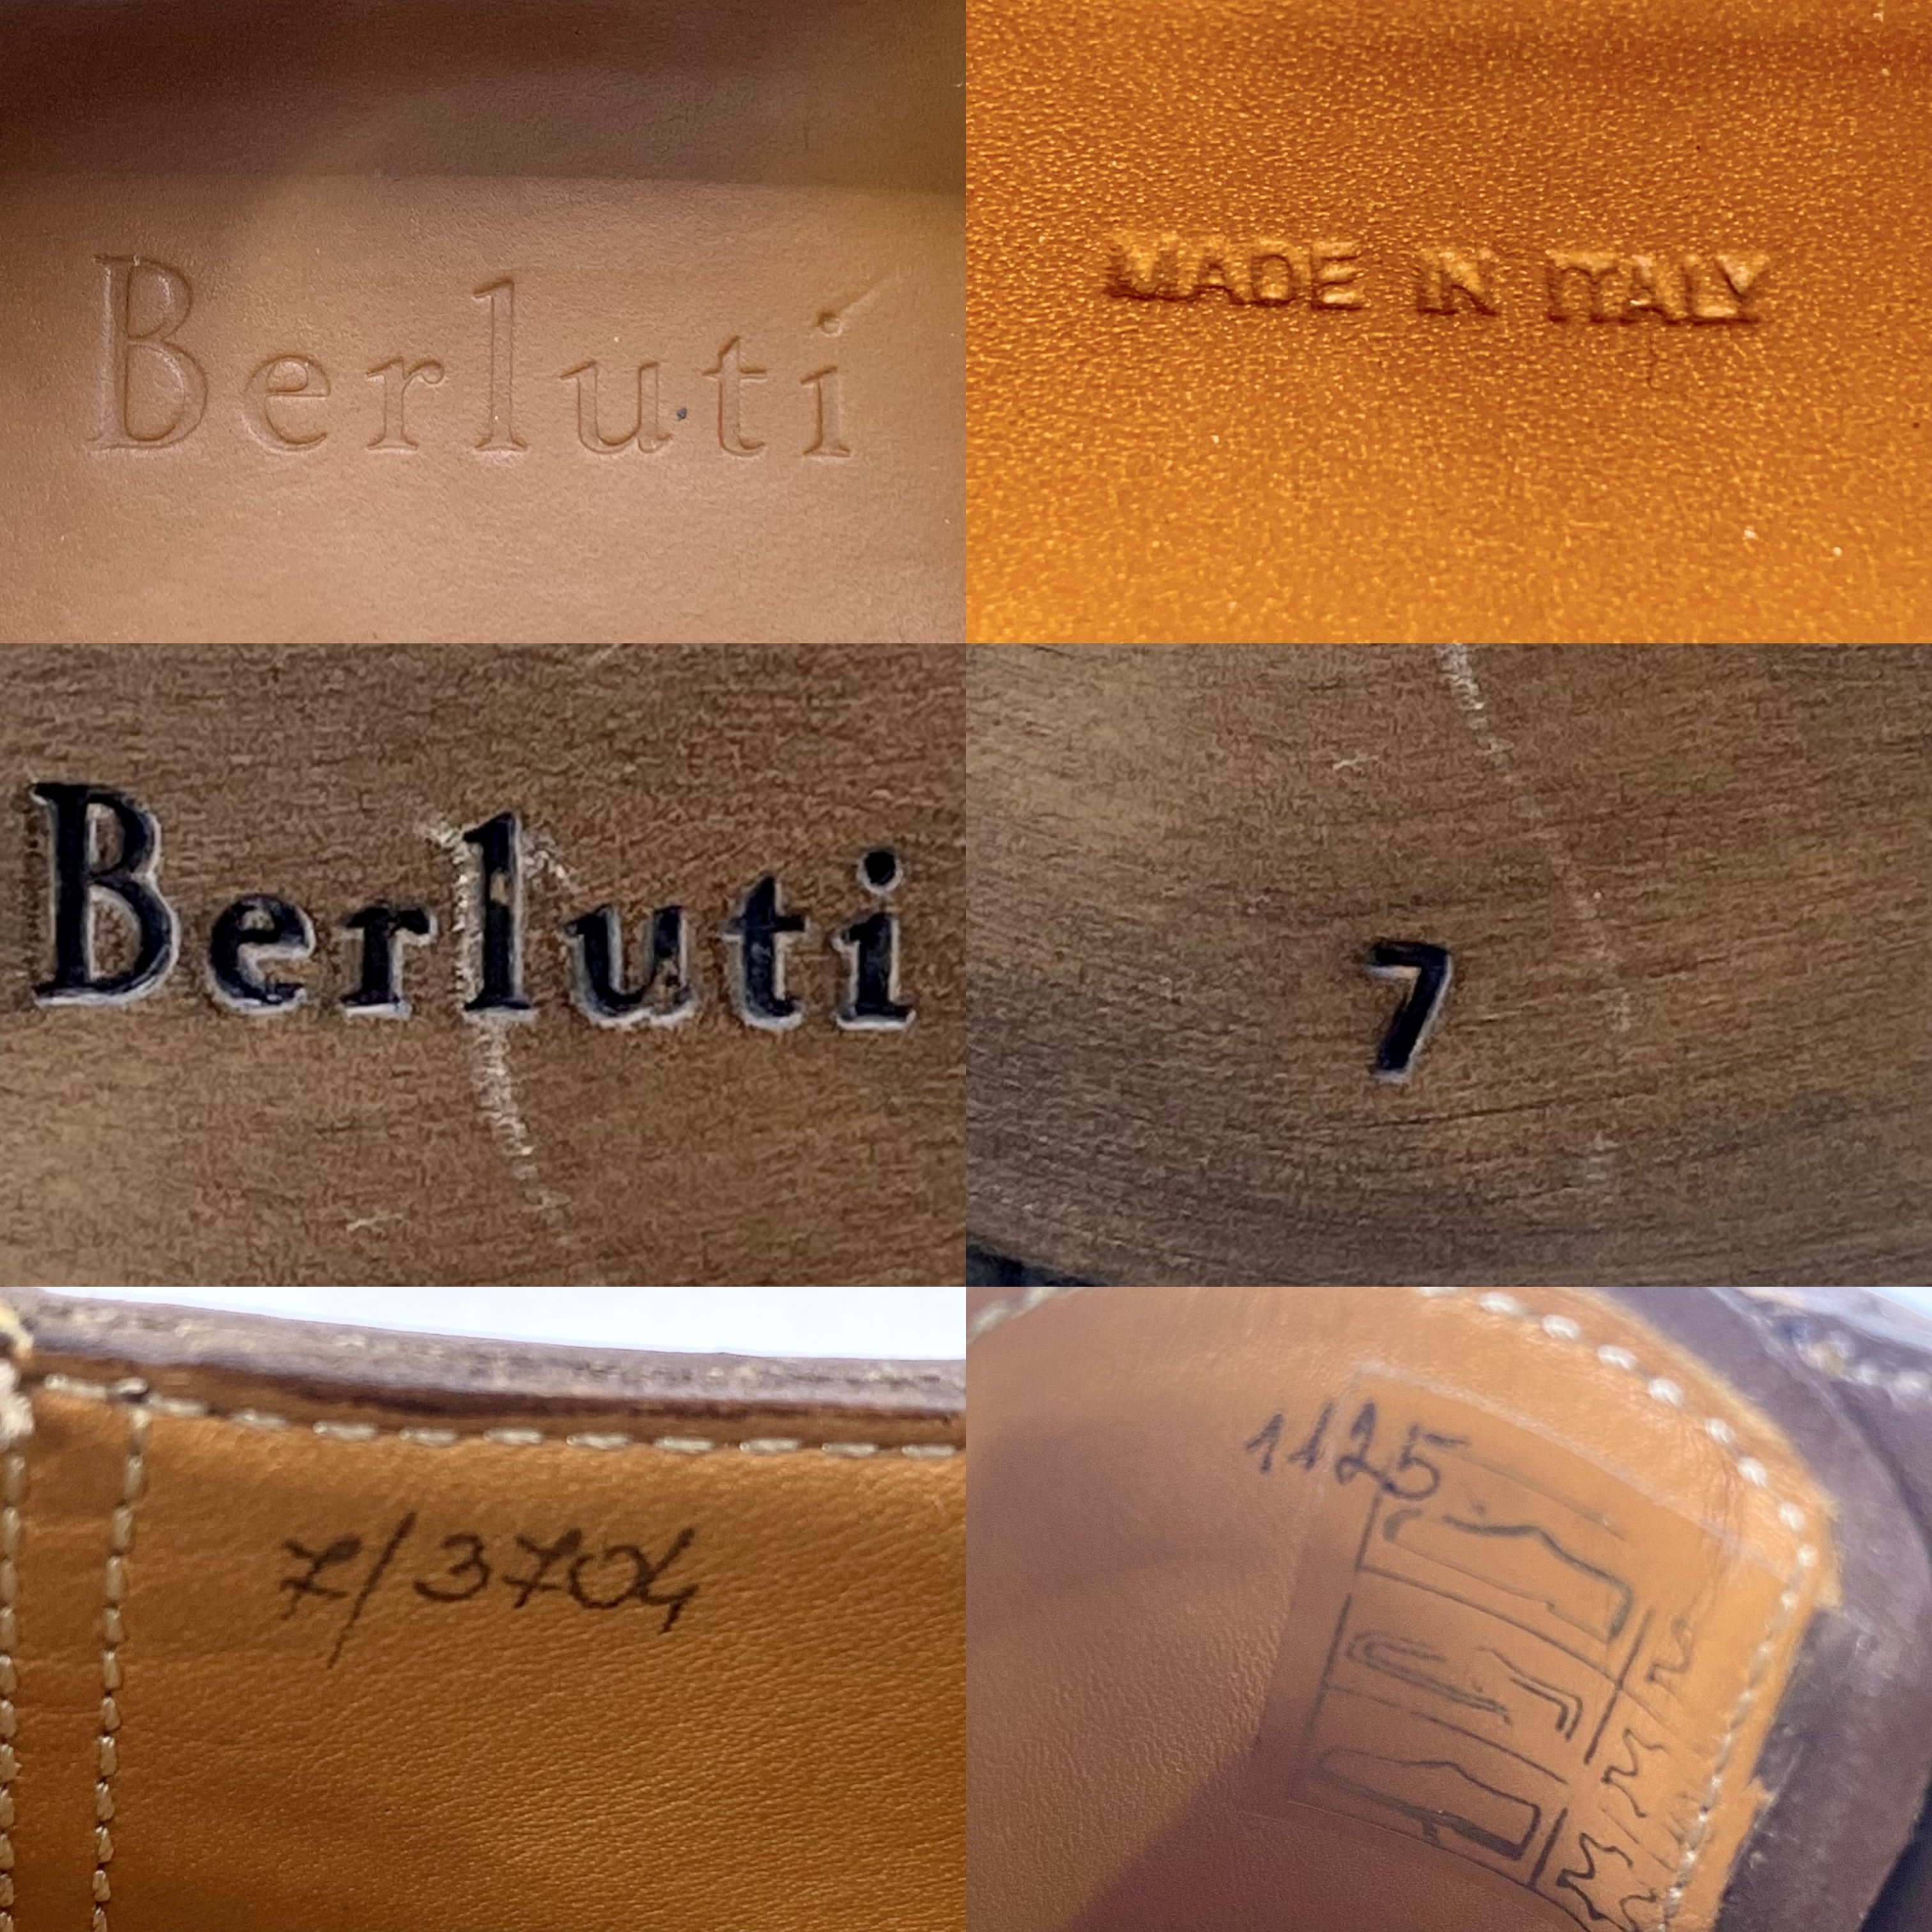 Berluti
MADE IN ITALY
Berluti
7
7/3704
1125